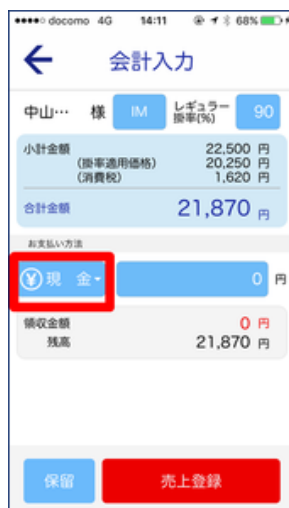 docomo 4G 14:11 68%
会計入力
中山… 様 IM レギュラー掛率(%) 90
小計金額 22,500 円
(掛率適用価格) 20,250 円
(消費税) 1,620 円
合計金額 21,870 円
お支払い方法
¥ 現 金 0 円
領収金額 0 円
残高 21,870 円
保留 売上登録